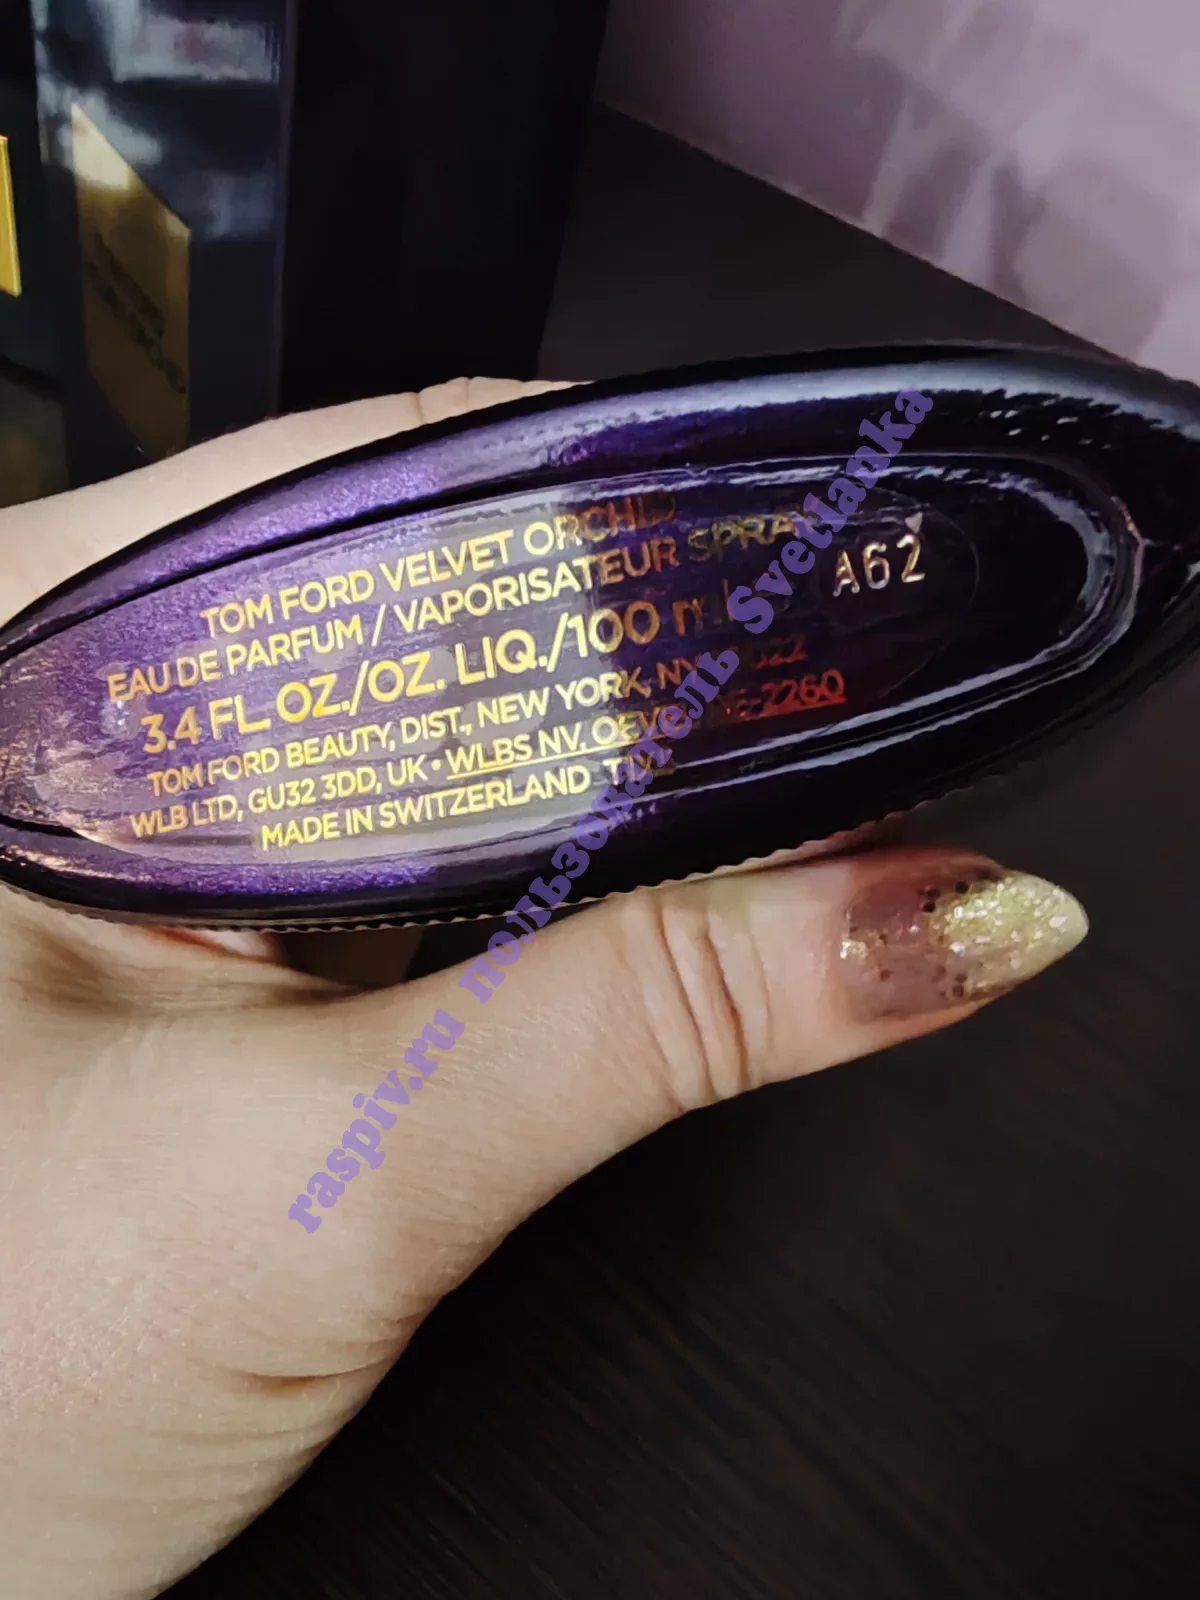 TOM FORD VELVET ORCHID
EAU DE PARFUM / VAPORISATEUR SPRAY
3.4 FL. OZ./OZ. LIQ./100 ml
A62
TOM FORD BEAUTY, DIST., NEW YORK, NY
WLB LTD, GU32 3DD, UK • WLBS NV, OEV
MADE IN SWITZERLAND
raspiv.ru пользователь Svetlanka